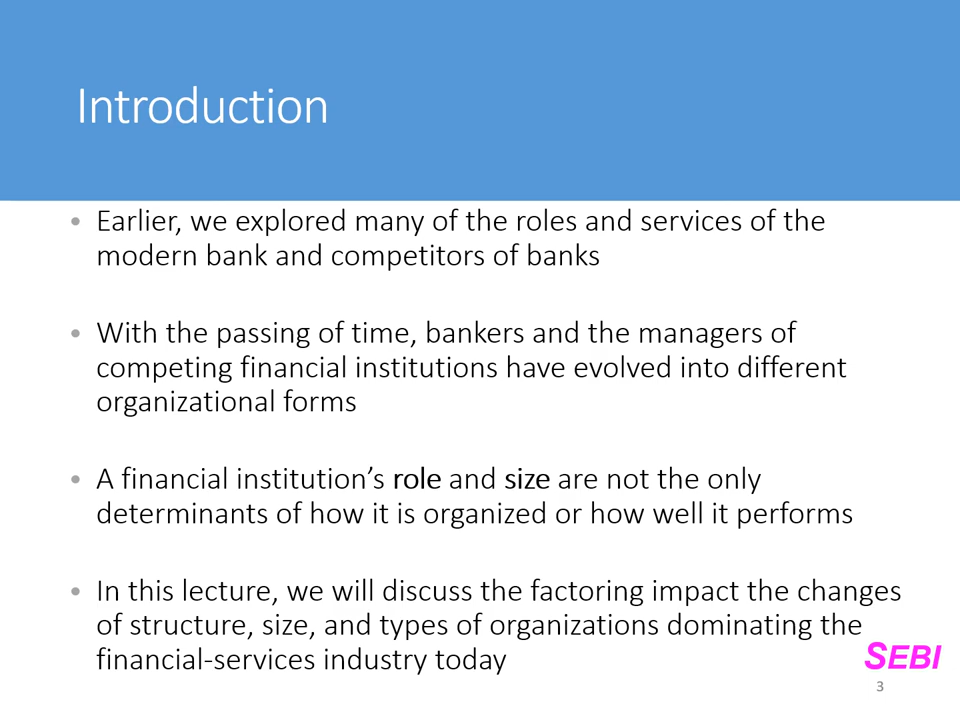 Introduction
• Earlier, we explored many of the roles and services of the
modern bank and competitors of banks
• With the passing of time, bankers and the managers of
competing financial institutions have evolved into different
organizational forms
• A financial institution’s role and size are not the only
determinants of how it is organized or how well it performs
• In this lecture, we will discuss the factoring impact the changes
of structure, size, and types of organizations dominating the
financial-services industry today
SEBI
3